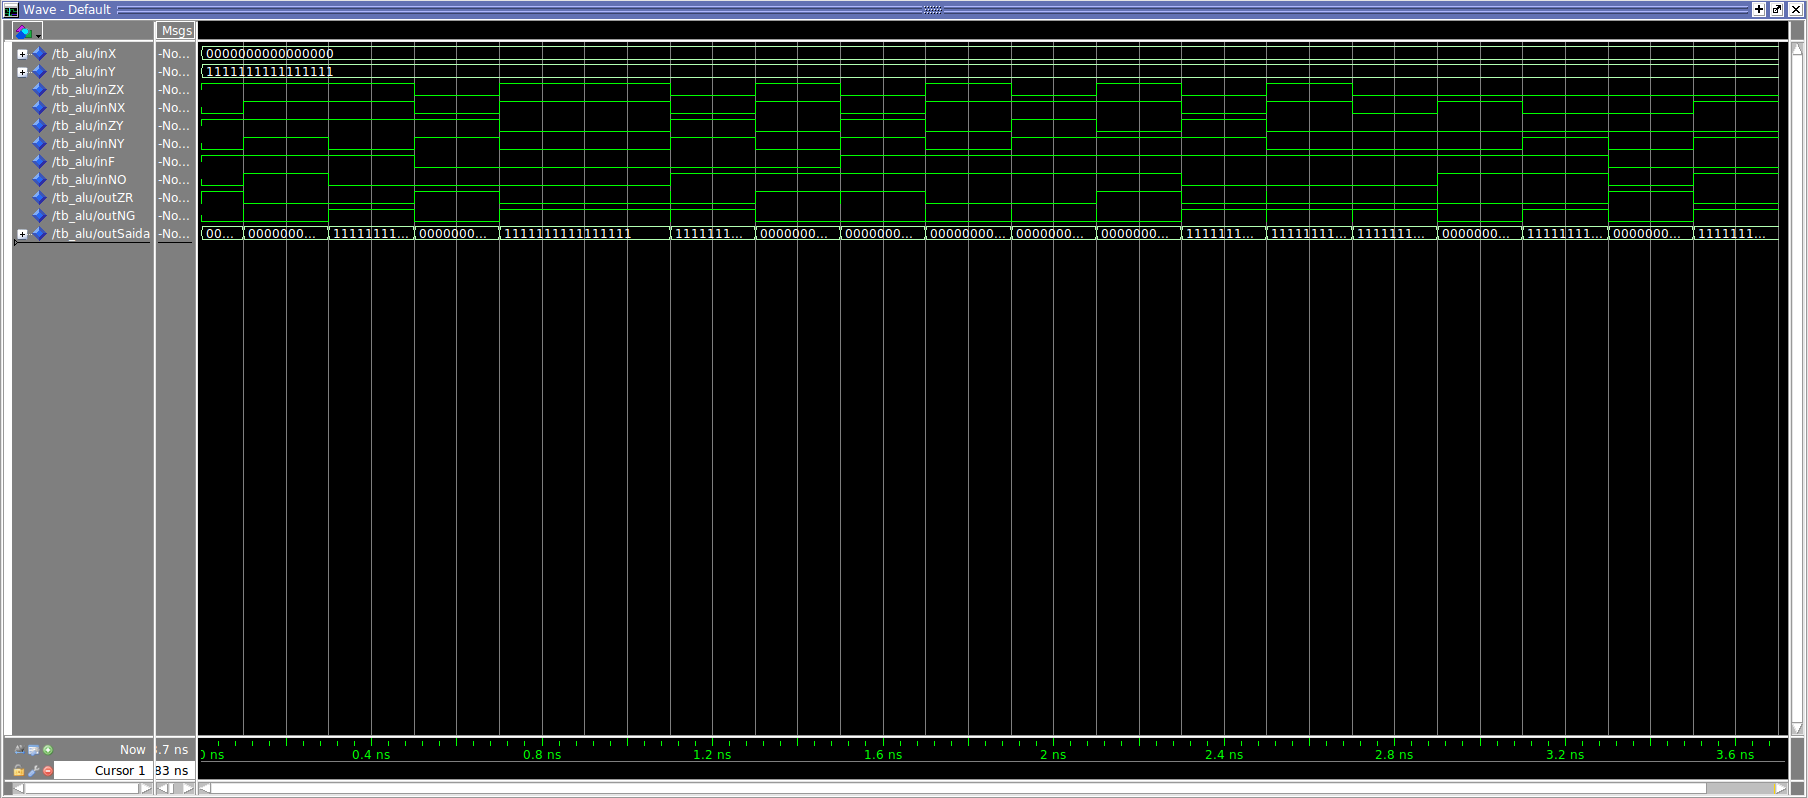 Wave - Default
Msgs
/tb_alu/inX -No... 0000000000000000
/tb_alu/inY -No... 1111111111111111
/tb_alu/inZX -No...
/tb_alu/inNX -No...
/tb_alu/inZY -No...
/tb_alu/inNY -No...
/tb_alu/inF -No...
/tb_alu/inNO -No...
/tb_alu/outZR -No...
/tb_alu/outNG -No...
/tb_alu/outSaida -No... 00... 0000000... 11111111... 0000000... 1111111111111111 1111111... 0000000... 0000000... 00000000... 0000000... 0000000... 1111111... 11111111... 1111111... 0000000... 11111111... 0000000... 1111111...
Now .7 ns 0 ns 0.4 ns 0.8 ns 1.2 ns 1.6 ns 2 ns 2.4 ns 2.8 ns 3.2 ns 3.6 ns
Cursor 1 83 ns